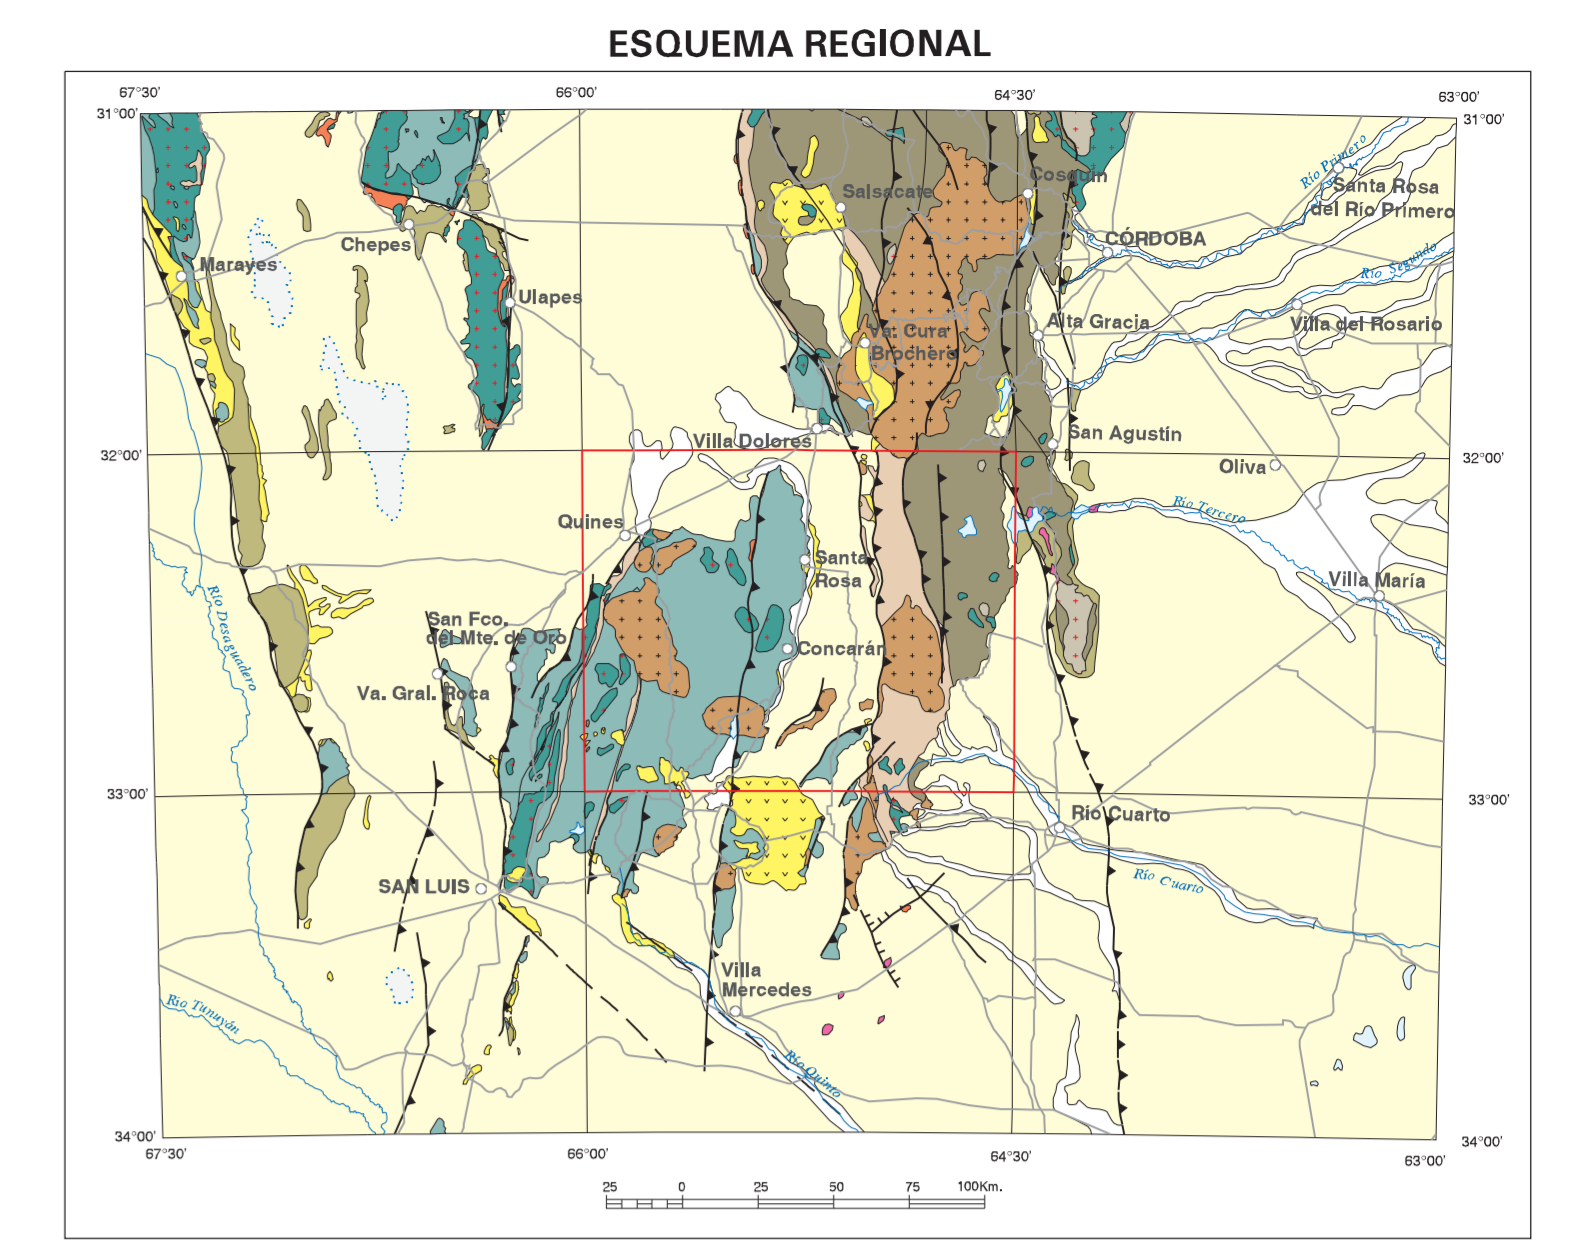 ESQUEMA REGIONAL
67°30'
66°00'
64°30'
63°00'
31°00'
31°00'
Río Primero
Cosquín
Santa Rosa
del Río Primero
Salsacate
Chepes
CÓRDOBA
Marayes
Río Segundo
Ulapes
Alta Gracia
Villa del Rosario
Va. Cura
Brochero
Villa Dolores
San Agustín
32°00'
32°00'
Oliva
Río Tercero
Quines
Santa
Rosa
Villa María
Río Desaguadero
San Fco.
del Mte. de Oro
Concarán
Va. Gral. Roca
33°00'
33°00'
Río Cuarto
SAN LUIS
Río Cuarto
Villa
Mercedes
Río Tunuyán
Río Quinto
34°00'
34°00'
67°30'
66°00'
64°30'
63°00'
25 0 25 50 75 100Km.